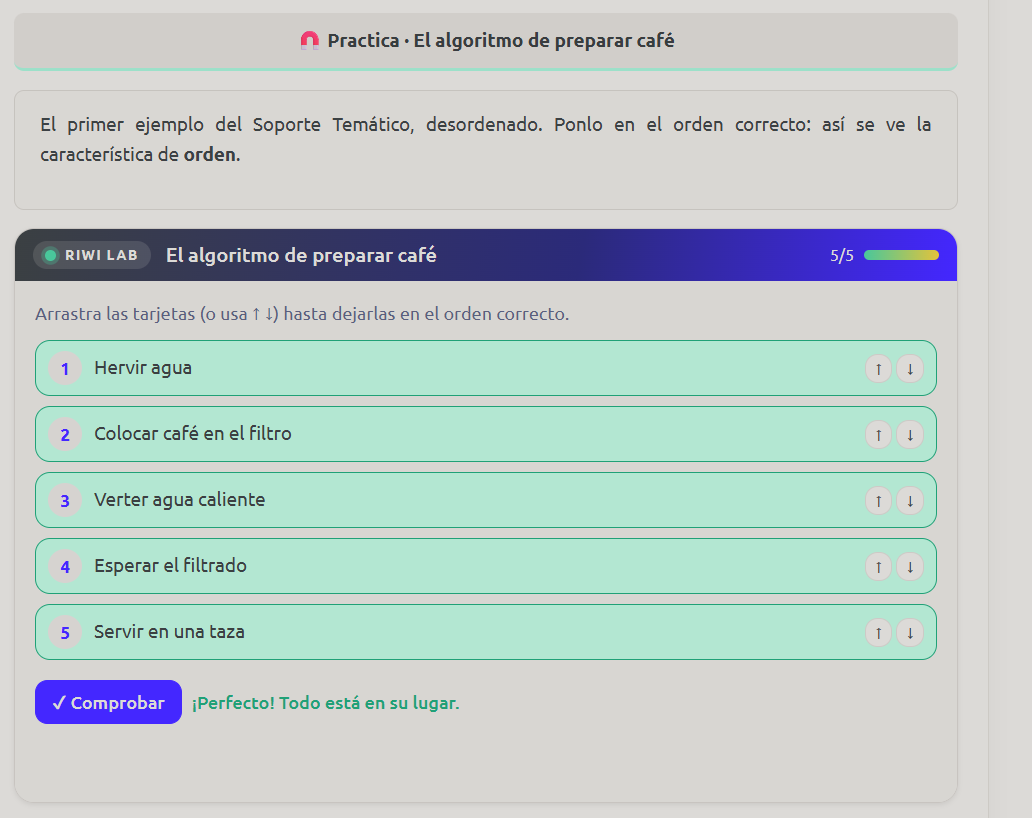 Practica · El algoritmo de preparar café
El primer ejemplo del Soporte Temático, desordenado. Ponlo en el orden correcto: así se ve la
característica de orden.
RIWI LAB El algoritmo de preparar café 5/5
Arrastra las tarjetas (o usa ↑ ↓) hasta dejarlas en el orden correcto.
1 Hervir agua ↑ ↓
2 Colocar café en el filtro ↑ ↓
3 Verter agua caliente ↑ ↓
4 Esperar el filtrado ↑ ↓
5 Servir en una taza ↑ ↓
✓ Comprobar ¡Perfecto! Todo está en su lugar.